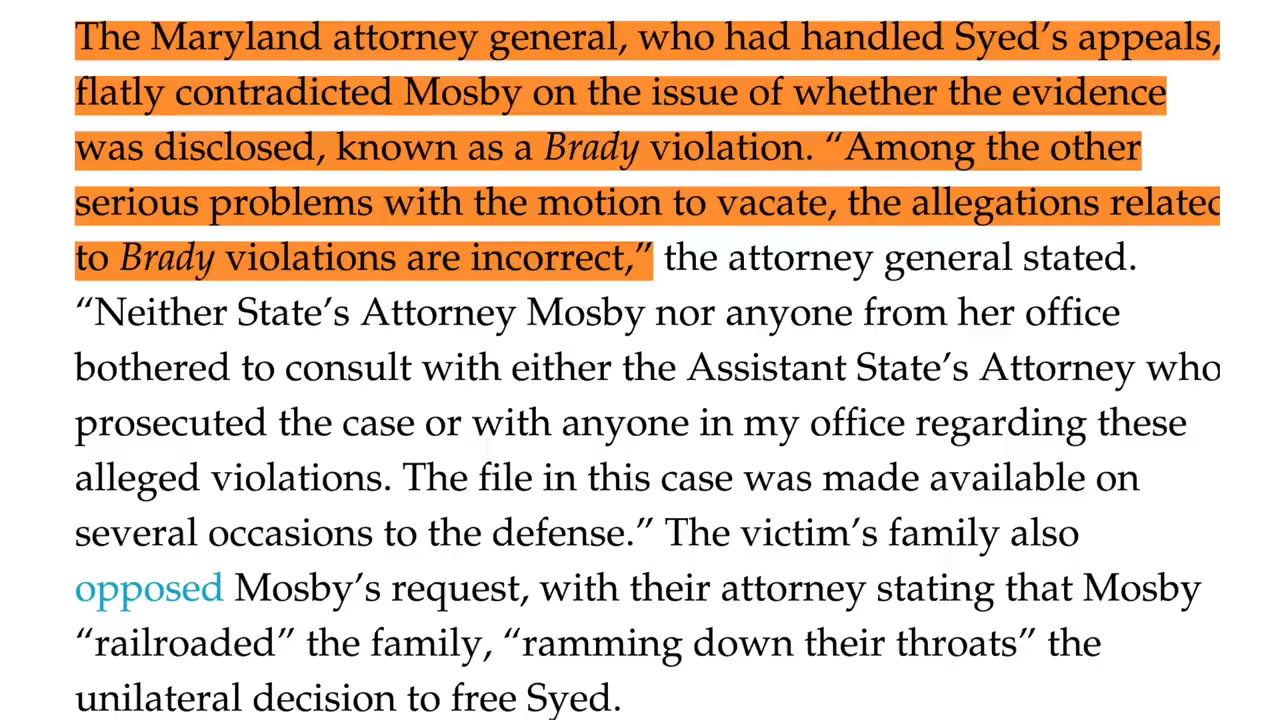 The Maryland attorney general, who had handled Syed’s appeals,
flatly contradicted Mosby on the issue of whether the evidence
was disclosed, known as a Brady violation. “Among the other
serious problems with the motion to vacate, the allegations related
to Brady violations are incorrect,” the attorney general stated.
“Neither State’s Attorney Mosby nor anyone from her office
bothered to consult with either the Assistant State’s Attorney who
prosecuted the case or with anyone in my office regarding these
alleged violations. The file in this case was made available on
several occasions to the defense.” The victim’s family also
opposed Mosby’s request, with their attorney stating that Mosby
“railroaded” the family, “ramming down their throats” the
unilateral decision to free Syed.